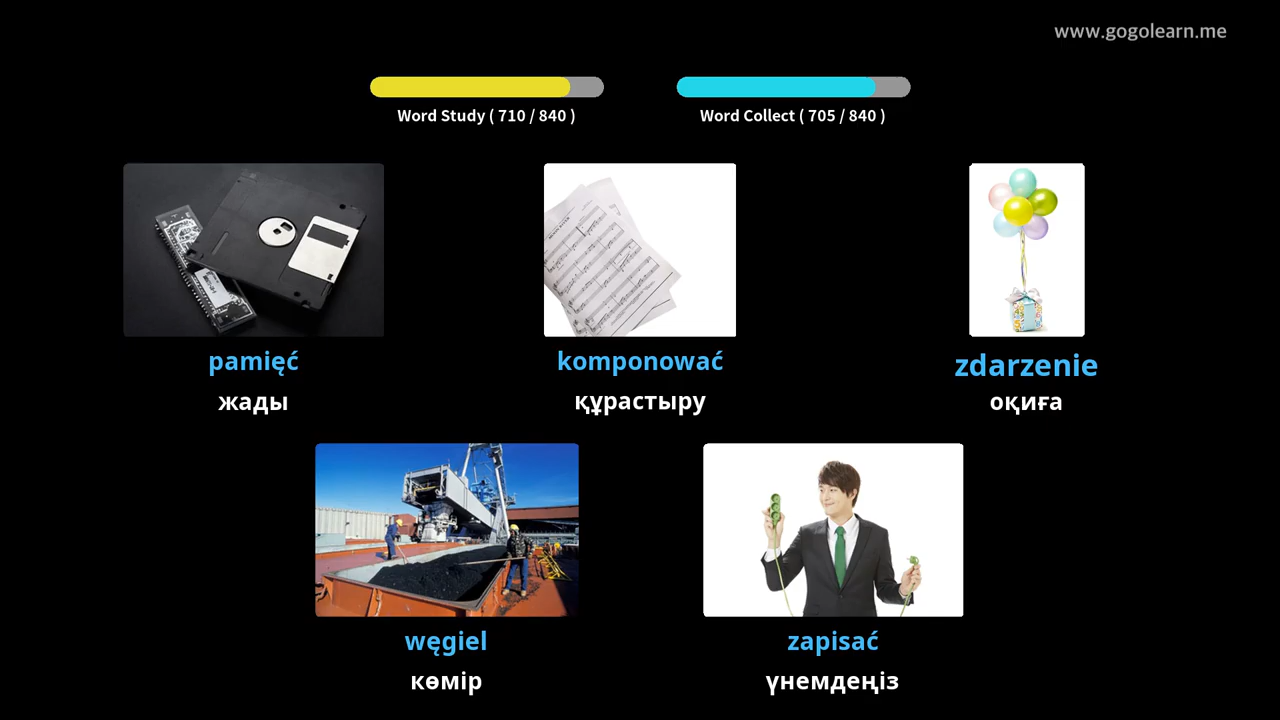 www.gogolearn.me
Word Study ( 710 / 840 )
Word Collect ( 705 / 840 )
pamięć
жады
komponować
құрастыру
zdarzenie
оқиға
węgiel
көмір
zapisać
үнемдеңіз